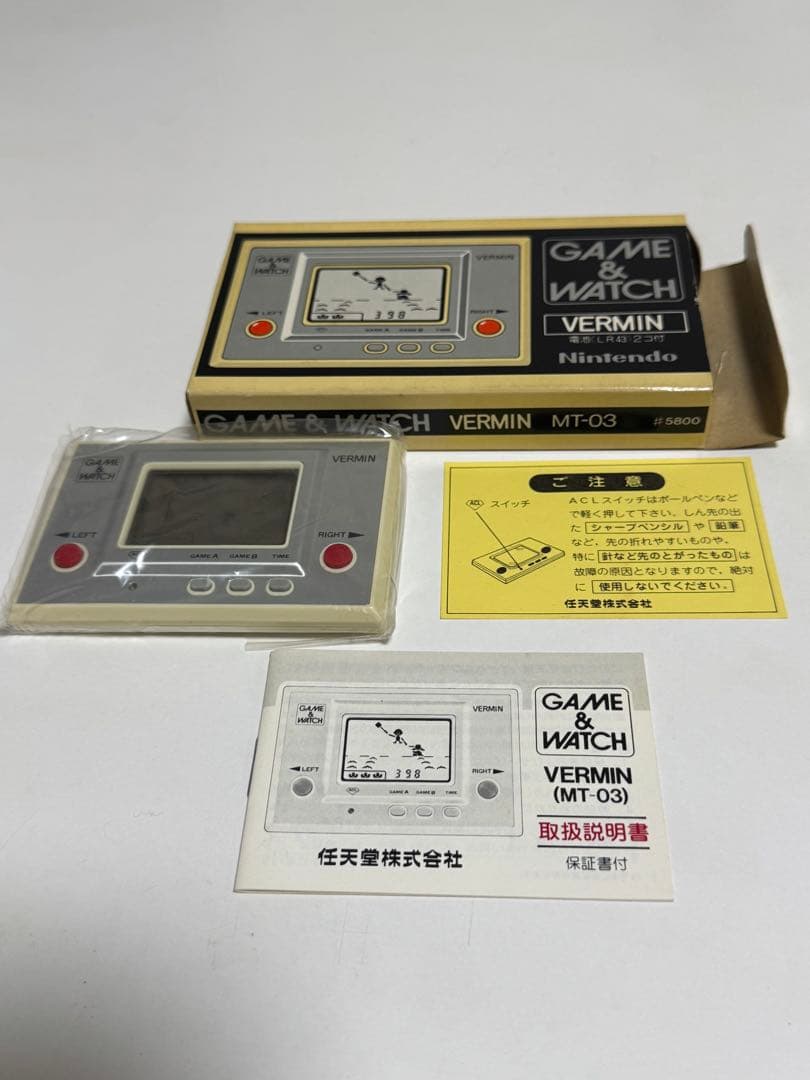 GAME
&
WATCH
VERMIN
◀LEFT
RIGHT▶
398
GAME A GAME B TIME
GAME
&
WATCH
VERMIN
電池〈LR43〉2コ付
Nintendo
GAME & WATCH VERMIN MT-03 #5800
GAME
&
WATCH
VERMIN
◀LEFT
RIGHT▶
GAME A GAME B TIME
ご注意
ACL スイッチ
ACLスイッチはボールペンなど
で軽く押して下さい。しん先の出
た シャープペンシル や 鉛筆
など、先の折れやすいものや、
特に 針など先のとがったもの は
故障の原因となりますので、絶対
に 使用しないでください。
任天堂株式会社
GAME
&
WATCH
VERMIN
◀LEFT
RIGHT▶
398
ACL
GAME A GAME B TIME
任天堂株式会社
GAME
&
WATCH
VERMIN
(MT-03)
取扱説明書
保証書付